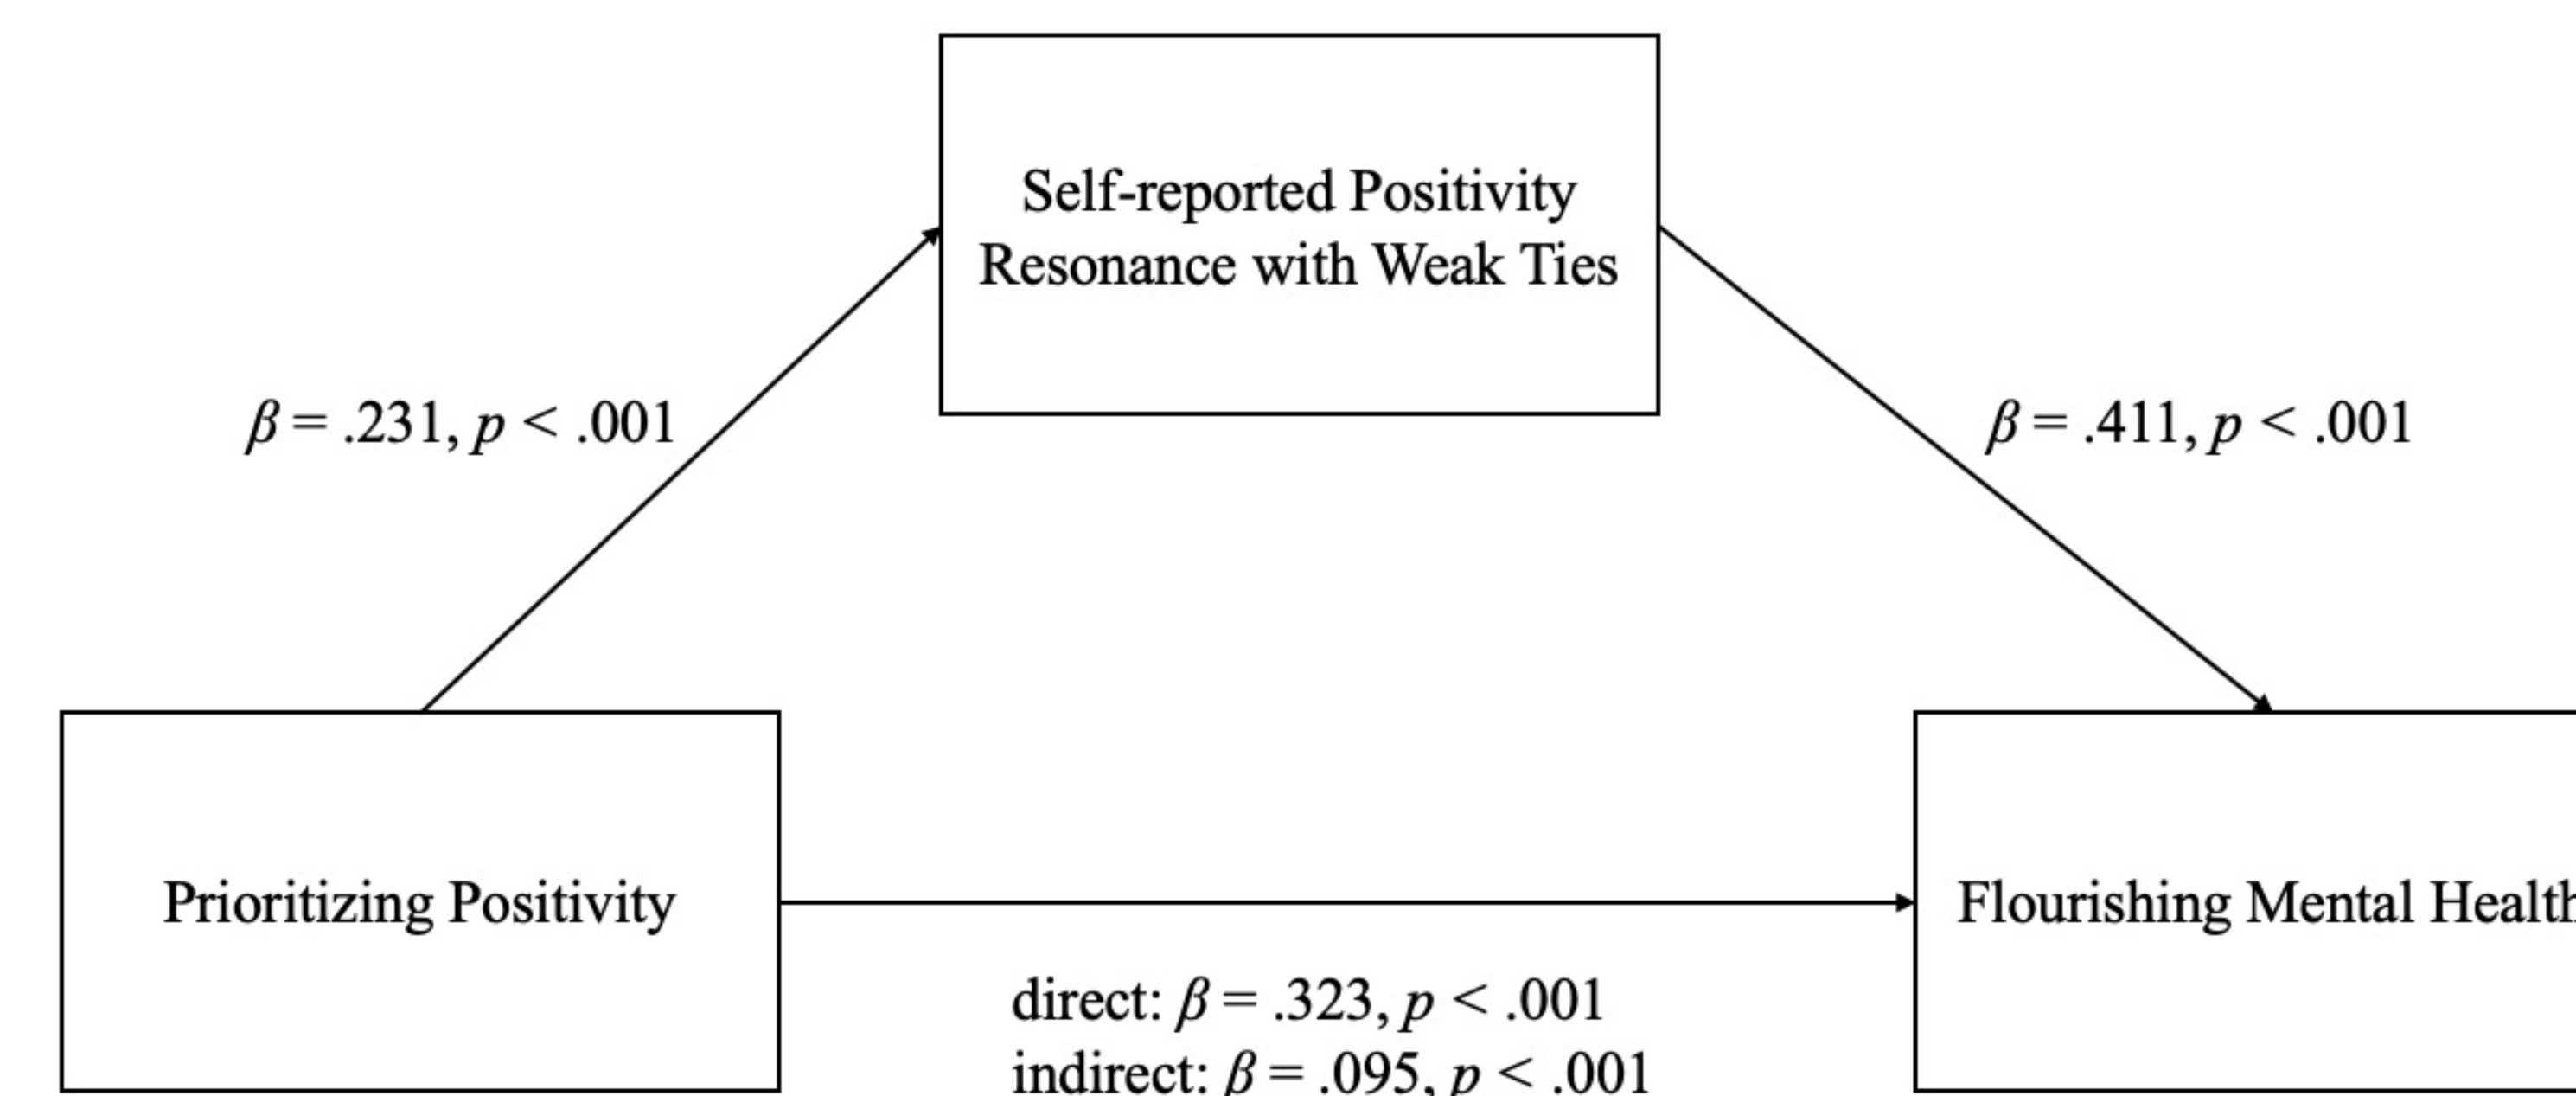 Self-reported Positivity
Resonance with Weak Ties
β = .231, p < .001
β = .411, p < .001
Prioritizing Positivity
Flourishing Mental Health
direct: β = .323, p < .001
indirect: β = .095, p < .001